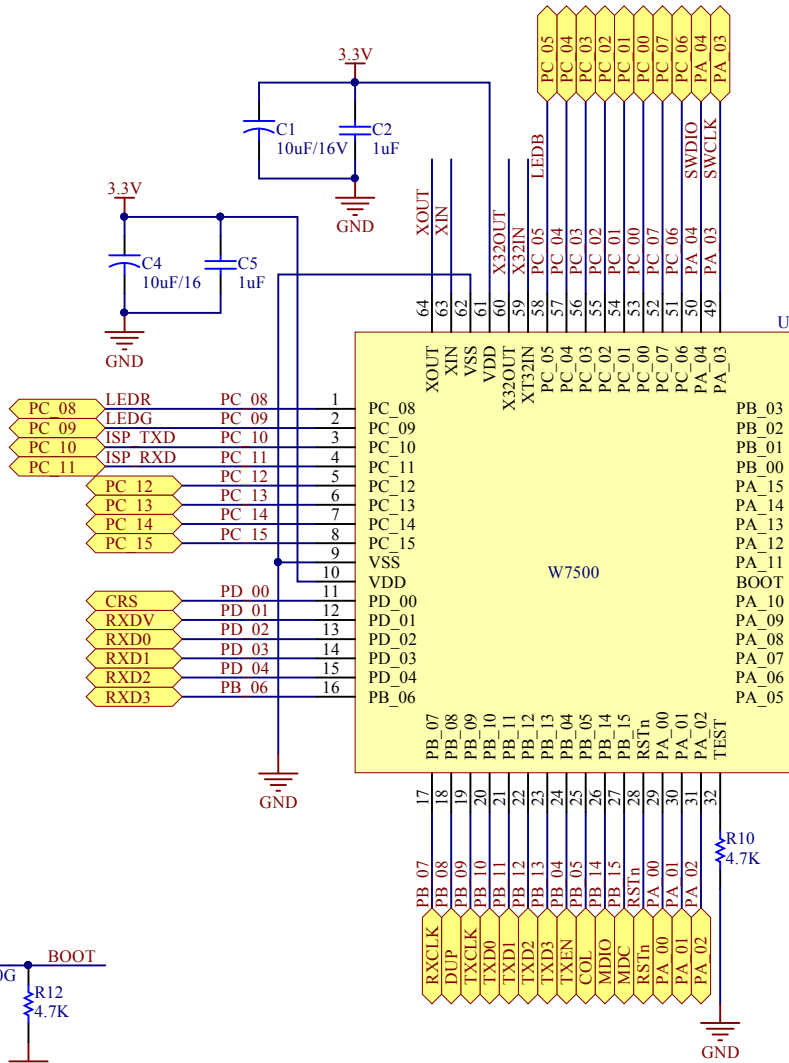 PC_05
PC_04
PC_03
PC_02
PC_01
PC_00
PC_07
PC_06
PA_04
PA_03
3.3V
C1
10uF/16V
C2
1uF
GND
3.3V
C4
10uF/16
C5
1uF
GND
XOUT
XIN
X32OUT
X32IN
LEDB
SWDIO
SWCLK
PC_05
PC_04
PC_03
PC_02
PC_01
PC_00
PC_07
PC_06
PA_04
PA_03
64
63
62
61
60
59
58
57
56
55
54
53
52
51
50
49
U
XOUT
XIN
VSS
VDD
X32OUT
XT32IN
PC_05
PC_04
PC_03
PC_02
PC_01
PC_00
PC_07
PC_06
PA_04
PA_03
PC_08 LEDR PC_08 1 PC_08
PC_09 LEDG PC_09 2 PC_09
PC_10 ISP_TXD PC_10 3 PC_10
PC_11 ISP_RXD PC_11 4 PC_11
PC_12 PC_12 5 PC_12
PC_13 PC_13 6 PC_13
PC_14 PC_14 7 PC_14
PC_15 PC_15 8 PC_15
9 VSS
10 VDD
CRS PD_00 11 PD_00
RXDV PD_01 12 PD_01
RXD0 PD_02 13 PD_02
RXD1 PD_03 14 PD_03
RXD2 PD_04 15 PD_04
RXD3 PB_06 16 PB_06
W7500
PB_03
PB_02
PB_01
PB_00
PA_15
PA_14
PA_13
PA_12
PA_11
BOOT
PA_10
PA_09
PA_08
PA_07
PA_06
PA_05
GND
PB_07
PB_08
PB_09
PB_10
PB_11
PB_12
PB_13
PB_04
PB_05
PB_14
PB_15
RSTn
PA_00
PA_01
PA_02
TEST
17
18
19
20
21
22
23
24
25
26
27
28
29
30
31
32
PB_07
PB_08
PB_09
PB_10
PB_11
PB_12
PB_13
PB_04
PB_05
PB_14
PB_15
RSTn
PA_00
PA_01
PA_02
RXCLK
DUP
TXCLK
TXD0
TXD1
TXD2
TXD3
TXEN
COL
MDIO
MDC
RSTn
PA_00
PA_01
PA_02
R10
4.7K
GND
0G
BOOT
R12
4.7K